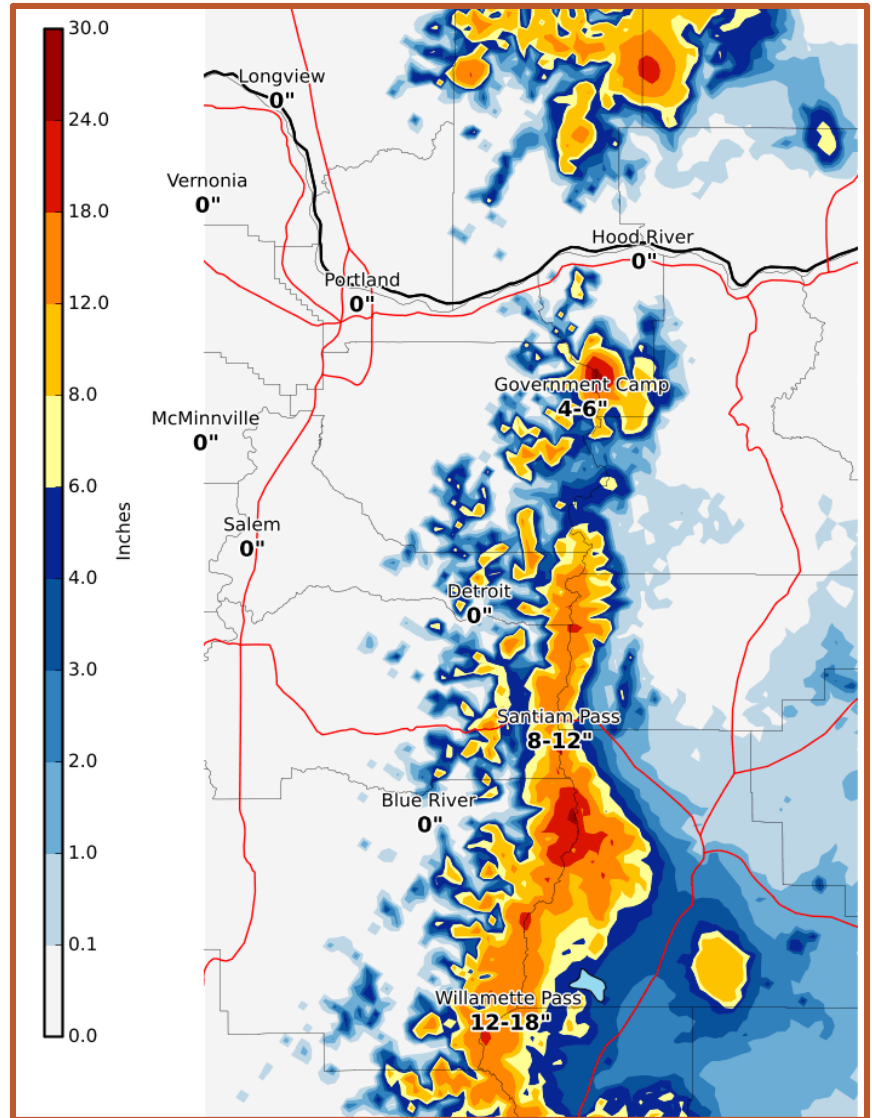 30.0
24.0
18.0
12.0
8.0
6.0
4.0
3.0
2.0
1.0
0.1
0.0
Inches
Longview
0"
Vernonia
0"
Hood River
0"
Portland
0"
Government Camp
4-6"
McMinnville
0"
Salem
0"
Detroit
0"
Santiam Pass
8-12"
Blue River
0"
Willamette Pass
12-18"